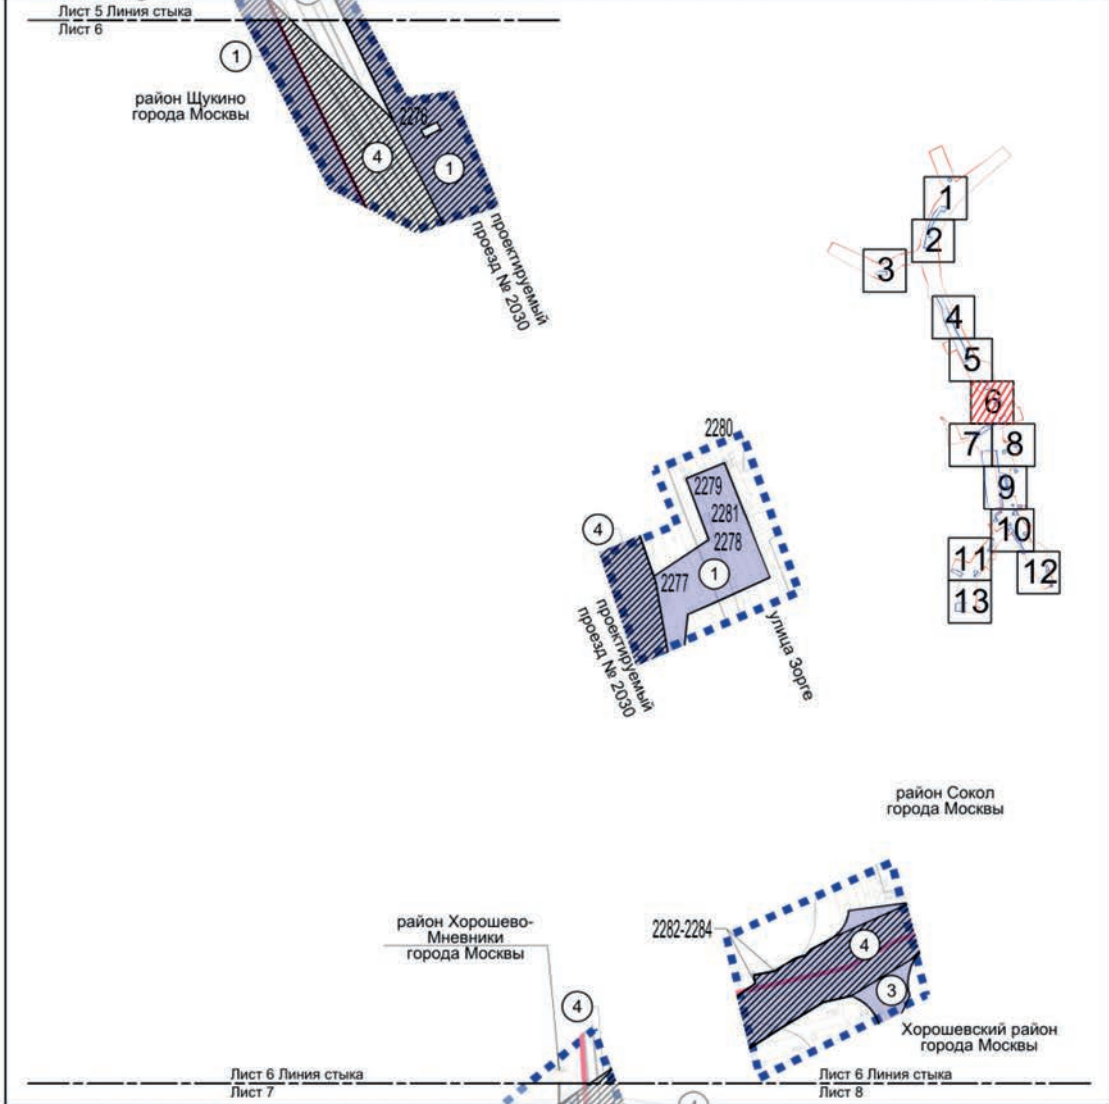 Лист 5 Линия стыка
Лист 6
1
район Щукино
города Москвы
2276
4
1
проектируемый
проезд № 2030
1
2
3
4
5
6
7
8
9
10
11
12
13
2280
2279
2281
2278
4
2277
1
проектируемый
проезд № 2030
улица Зорге
район Сокол
города Москвы
район Хорошево-
Мневники
города Москвы
2282-2284
4
3
4
Хорошевский район
города Москвы
Лист 6 Линия стыка
Лист 7
Лист 6 Линия стыка
Лист 8